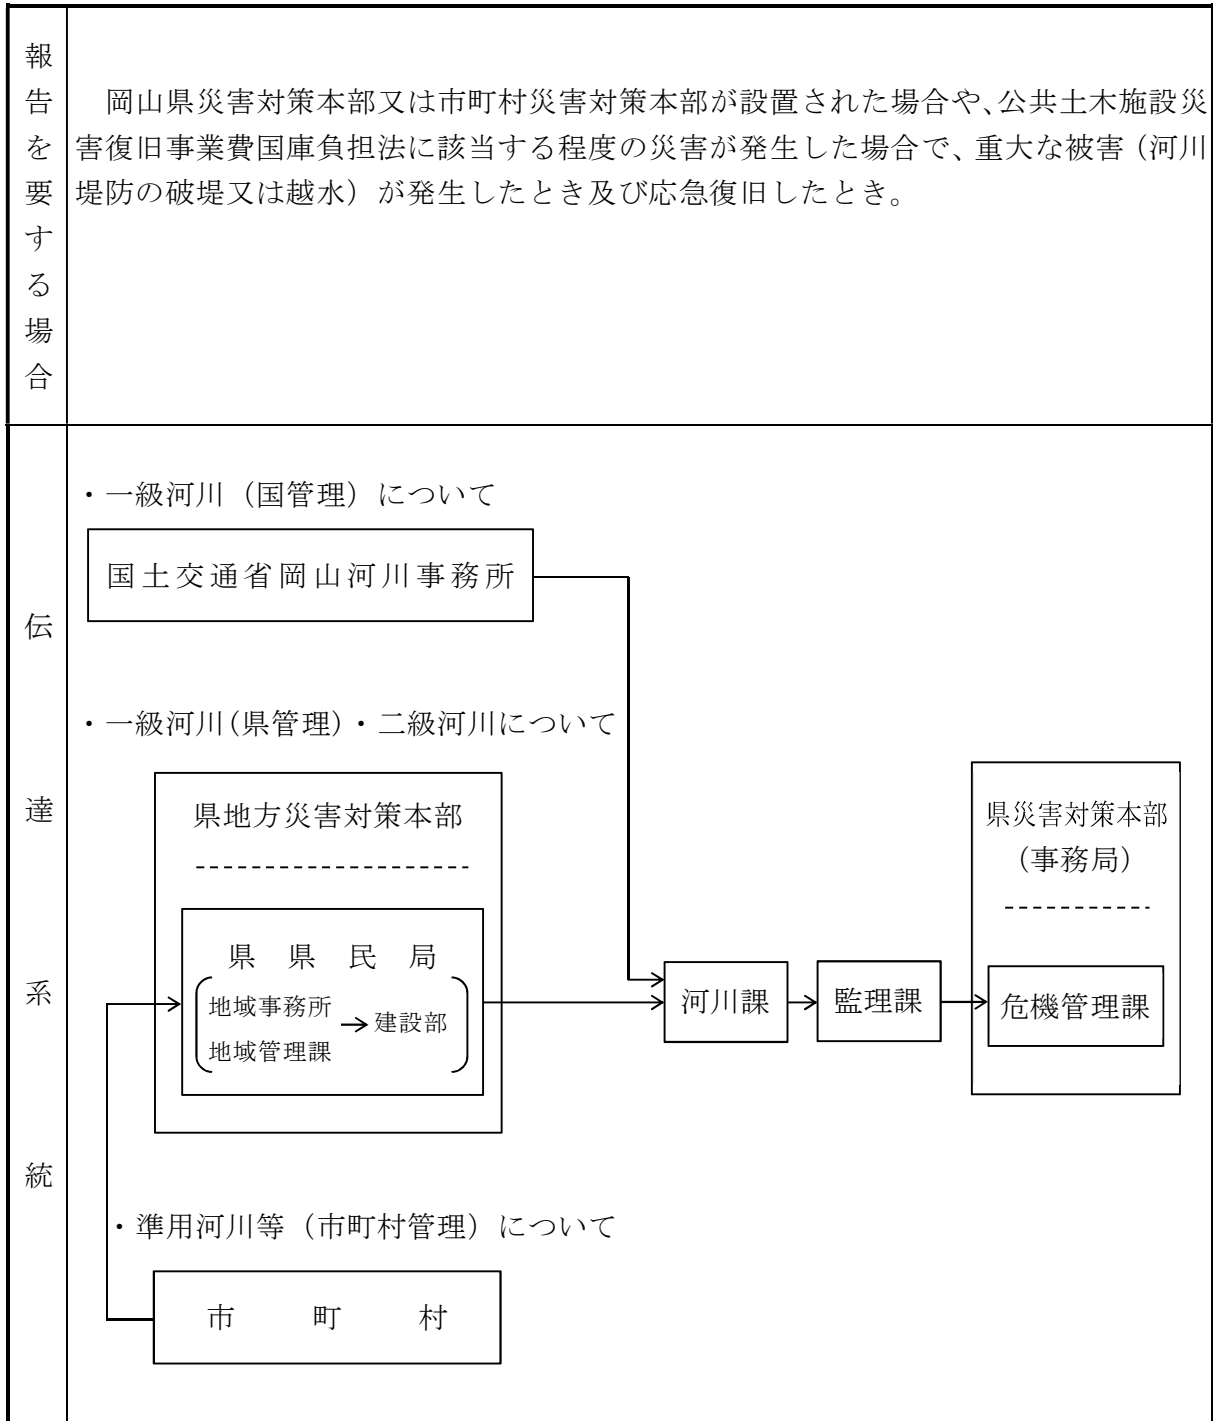 報告を要する場合
岡山県災害対策本部又は市町村災害対策本部が設置された場合や、公共土木施設災
害復旧事業費国庫負担法に該当する程度の災害が発生した場合で、重大な被害（河川
堤防の破堤又は越水）が発生したとき及び応急復旧したとき。
伝達系統
・一級河川（国管理）について
国土交通省岡山河川事務所
・一級河川(県管理)・二級河川について
県地方災害対策本部
県県民局
地域事務所
地域管理課
建設部
河川課
監理課
県災害対策本部
（事務局）
危機管理課
・準用河川等（市町村管理）について
市町村